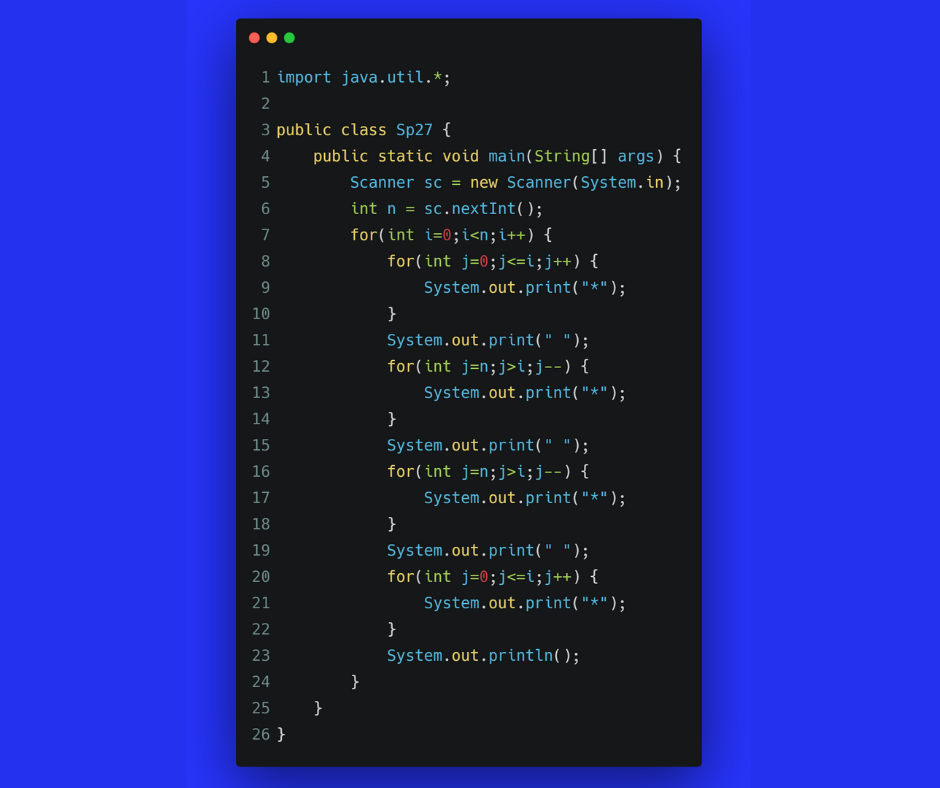 1 import java.util.*;
2
3 public class Sp27 {
4     public static void main(String[] args) {
5         Scanner sc = new Scanner(System.in);
6         int n = sc.nextInt();
7         for(int i=0;i<n;i++) {
8             for(int j=0;j<=i;j++) {
9                 System.out.print("*");
10             }
11             System.out.print(" ");
12             for(int j=n;j>i;j--) {
13                 System.out.print("*");
14             }
15             System.out.print(" ");
16             for(int j=n;j>i;j--) {
17                 System.out.print("*");
18             }
19             System.out.print(" ");
20             for(int j=0;j<=i;j++) {
21                 System.out.print("*");
22             }
23             System.out.println();
24         }
25     }
26 }